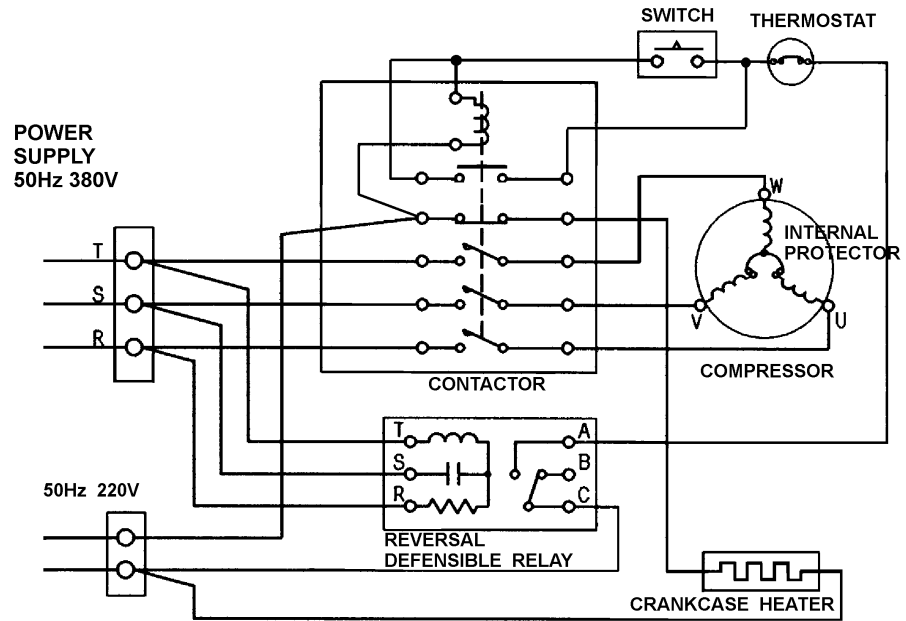 SWITCH
THERMOSTAT
POWER
SUPPLY
50Hz 380V
W
INTERNAL
PROTECTOR
T
S
R
V
U
COMPRESSOR
CONTACTOR
T
A
S
B
R
C
50Hz 220V
REVERSAL
DEFENSIBLE RELAY
CRANKCASE HEATER